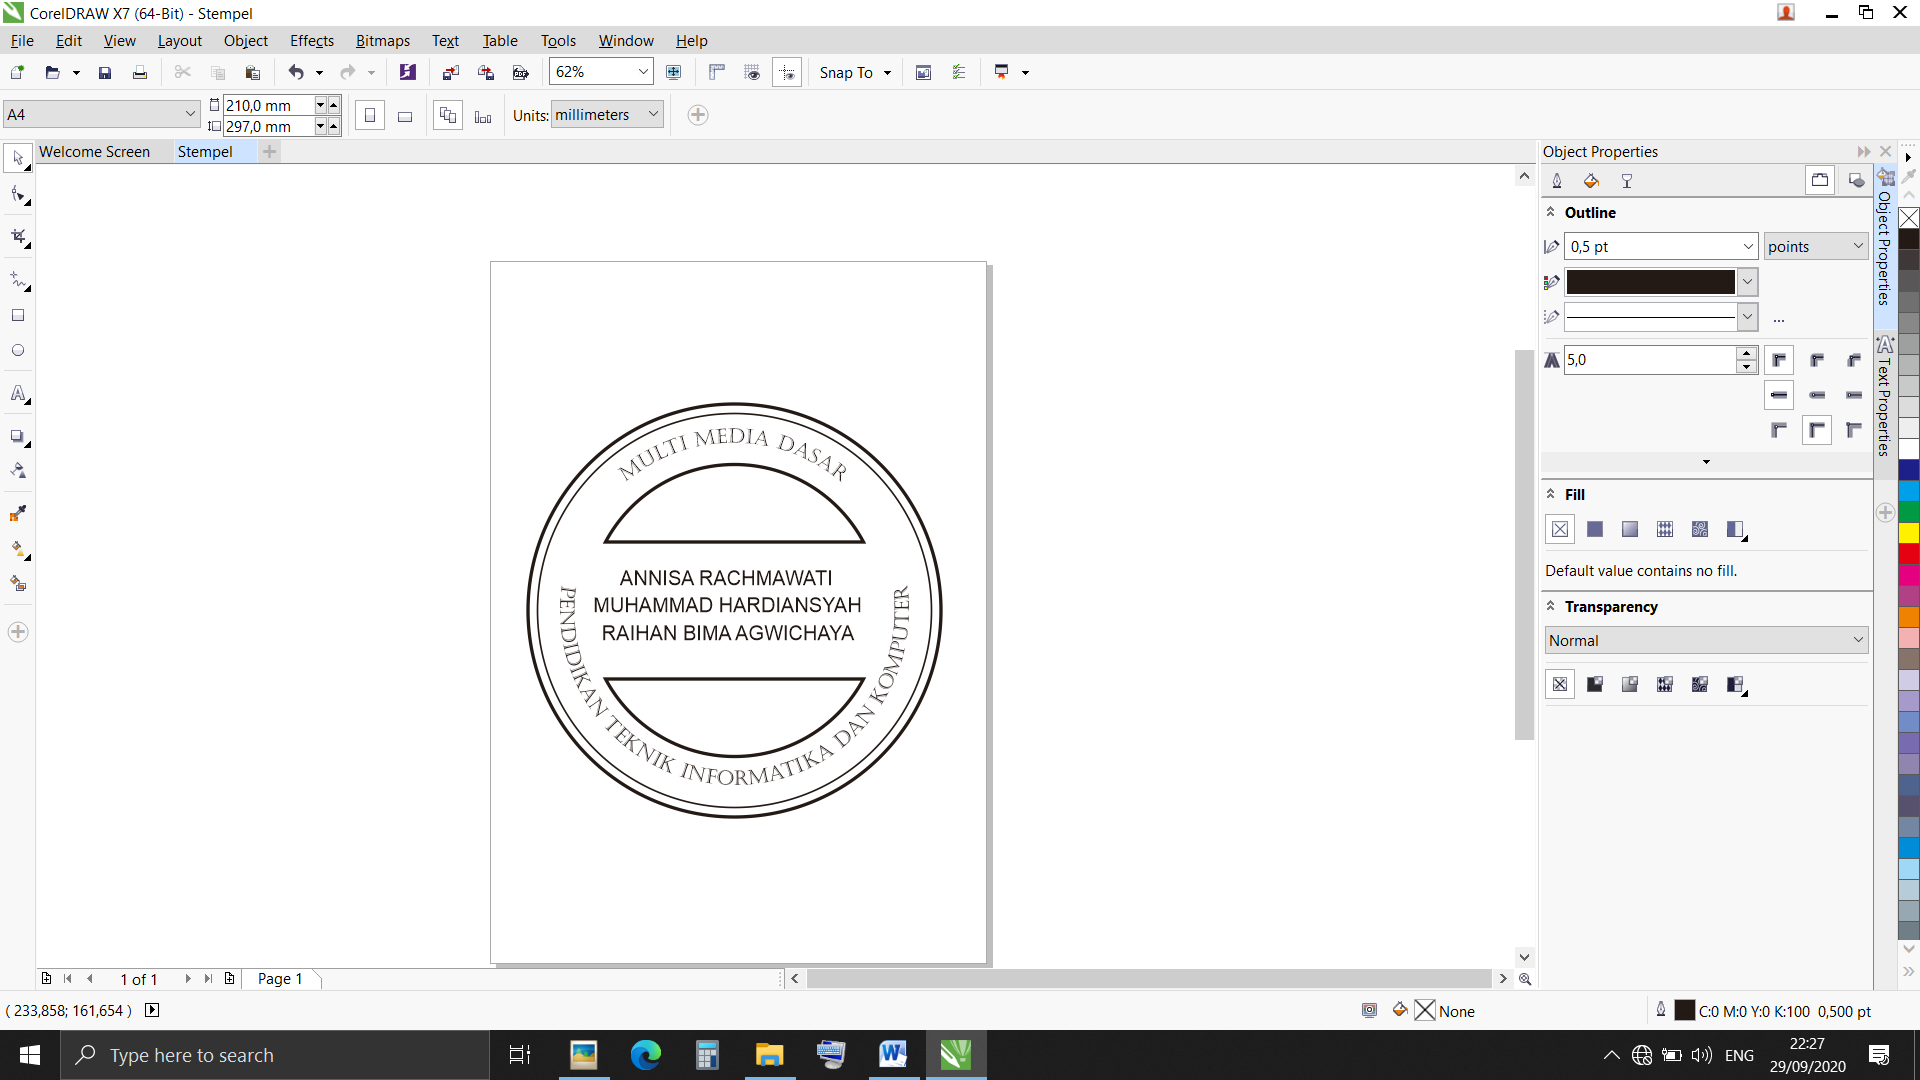 CorelDRAW X7 (64-Bit) - Stempel
File Edit View Layout Object Effects Bitmaps Text Table Tools Window Help
62% Snap To
A4 210,0 mm
297,0 mm
Units: millimeters
Welcome Screen Stempel
Object Properties
Outline
0,5 pt points
5,0
Fill
Default value contains no fill.
Transparency
Normal
Object Properties
Text Properties
MULTI MEDIA DASAR
ANNISA RACHMAWATI
MUHAMMAD HARDIANSYAH
RAIHAN BIMA AGWICHAYA
PENDIDIKAN TEKNIK INFORMATIKA DAN KOMPUTER
1 of 1 Page 1
( 233,858; 161,654 ) None C:0 M:0 Y:0 K:100 0,500 pt
Type here to search
ENG
22:27
29/09/2020